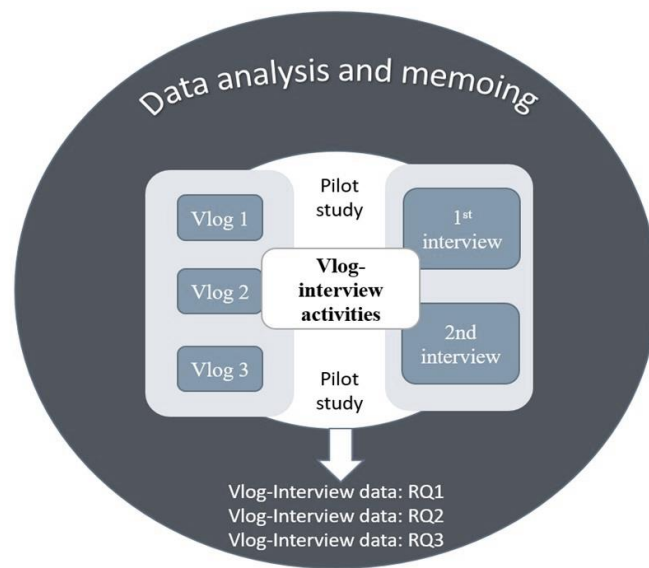 Data analysis and memoing
Pilot
study
Vlog 1
Vlog 2
Vlog 3
Vlog-
interview
activities
1st
interview
2nd
interview
Pilot
study
Vlog-Interview data: RQ1
Vlog-Interview data: RQ2
Vlog-Interview data: RQ3